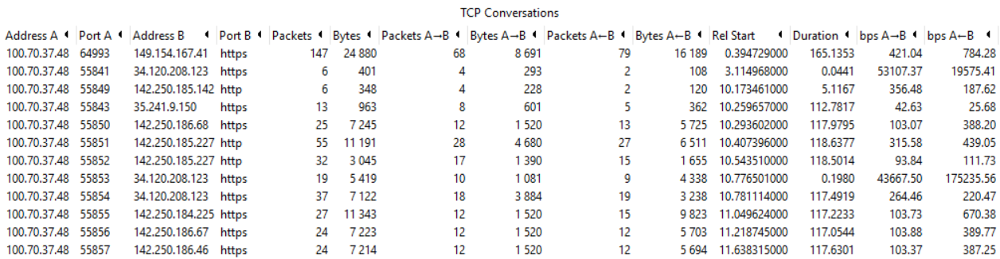 TCP Conversations
Address A Port A Address B Port B Packets Bytes Packets A→B Bytes A→B Packets A←B Bytes A←B Rel Start Duration bps A→B bps A←B
100.70.37.48 64993 149.154.167.41 https 147 24 880 68 8 691 79 16 189 0.394729000 165.1353 421.04 784.28
100.70.37.48 55841 34.120.208.123 https 6 401 4 293 2 108 3.114968000 0.0441 53107.37 19575.41
100.70.37.48 55849 142.250.185.142 http 6 348 4 228 2 120 10.173461000 5.1167 356.48 187.62
100.70.37.48 55843 35.241.9.150 https 13 963 8 601 5 362 10.259657000 112.7817 42.63 25.68
100.70.37.48 55850 142.250.186.68 https 25 7 245 12 1 520 13 5 725 10.293602000 117.9795 103.07 388.20
100.70.37.48 55851 142.250.185.227 http 55 11 191 28 4 680 27 6 511 10.407396000 118.6377 315.58 439.05
100.70.37.48 55852 142.250.185.227 http 32 3 045 17 1 390 15 1 655 10.543510000 118.5014 93.84 111.73
100.70.37.48 55853 34.120.208.123 https 19 5 419 10 1 081 9 4 338 10.776501000 0.1980 43667.50 175235.56
100.70.37.48 55854 34.120.208.123 https 37 7 122 18 3 884 19 3 238 10.781114000 117.4919 264.46 220.47
100.70.37.48 55855 142.250.184.225 https 27 11 343 12 1 520 15 9 823 11.049624000 117.2233 103.73 670.38
100.70.37.48 55856 142.250.186.67 https 24 7 223 12 1 520 12 5 703 11.218745000 117.0544 103.88 389.77
100.70.37.48 55857 142.250.186.46 https 24 7 214 12 1 520 12 5 694 11.638315000 117.6301 103.37 387.25